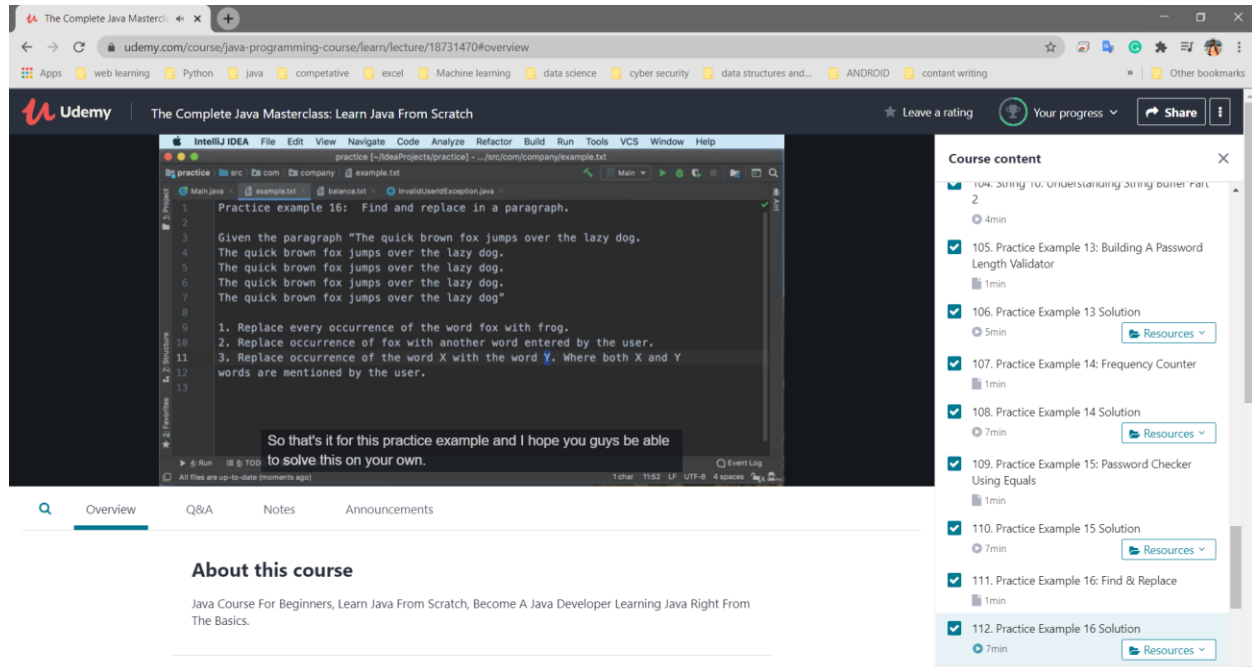 The Complete Java Mastercl
udemy.com/course/java-programming-course/learn/lecture/18731470#overview
Apps web learning Python java competative excel Machine learning data science cyber security data structures and... ANDROID contant writing » Other bookmarks
Udemy The Complete Java Masterclass: Learn Java From Scratch Leave a rating Your progress Share
IntelliJ IDEA File Edit View Navigate Code Analyze Refactor Build Run Tools VCS Window Help
practice [~/IdeaProjects/practice] - .../src/com/company/example.txt
practice src com company example.txt Main
Main.java example.txt balance.txt InvalidUserIdException.java
1: Project
Ant
1 Practice example 16: Find and replace in a paragraph.
2
3 Given the paragraph “The quick brown fox jumps over the lazy dog.
4 The quick brown fox jumps over the lazy dog.
5 The quick brown fox jumps over the lazy dog.
6 The quick brown fox jumps over the lazy dog.
7 The quick brown fox jumps over the lazy dog”
8
9 1. Replace every occurrence of the word fox with frog.
10 2. Replace occurrence of fox with another word entered by the user.
11 3. Replace occurrence of the word X with the word Y. Where both X and Y
12 words are mentioned by the user.
13
Z: Structure
2: Favorites
So that's it for this practice example and I hope you guys be able
to solve this on your own.
4: Run 6: TOD Event Log
All files are up-to-date (moments ago) 1 char 11:52 LF UTF-8 4 spaces
Overview Q&A Notes Announcements
About this course
Java Course For Beginners, Learn Java From Scratch, Become A Java Developer Learning Java Right From
The Basics.
Course content
104. String 10: Understanding String Buffer Part
2
4min
105. Practice Example 13: Building A Password
Length Validator
1min
106. Practice Example 13 Solution
5min Resources
107. Practice Example 14: Frequency Counter
1min
108. Practice Example 14 Solution
7min Resources
109. Practice Example 15: Password Checker
Using Equals
1min
110. Practice Example 15 Solution
7min Resources
111. Practice Example 16: Find & Replace
1min
112. Practice Example 16 Solution
7min Resources